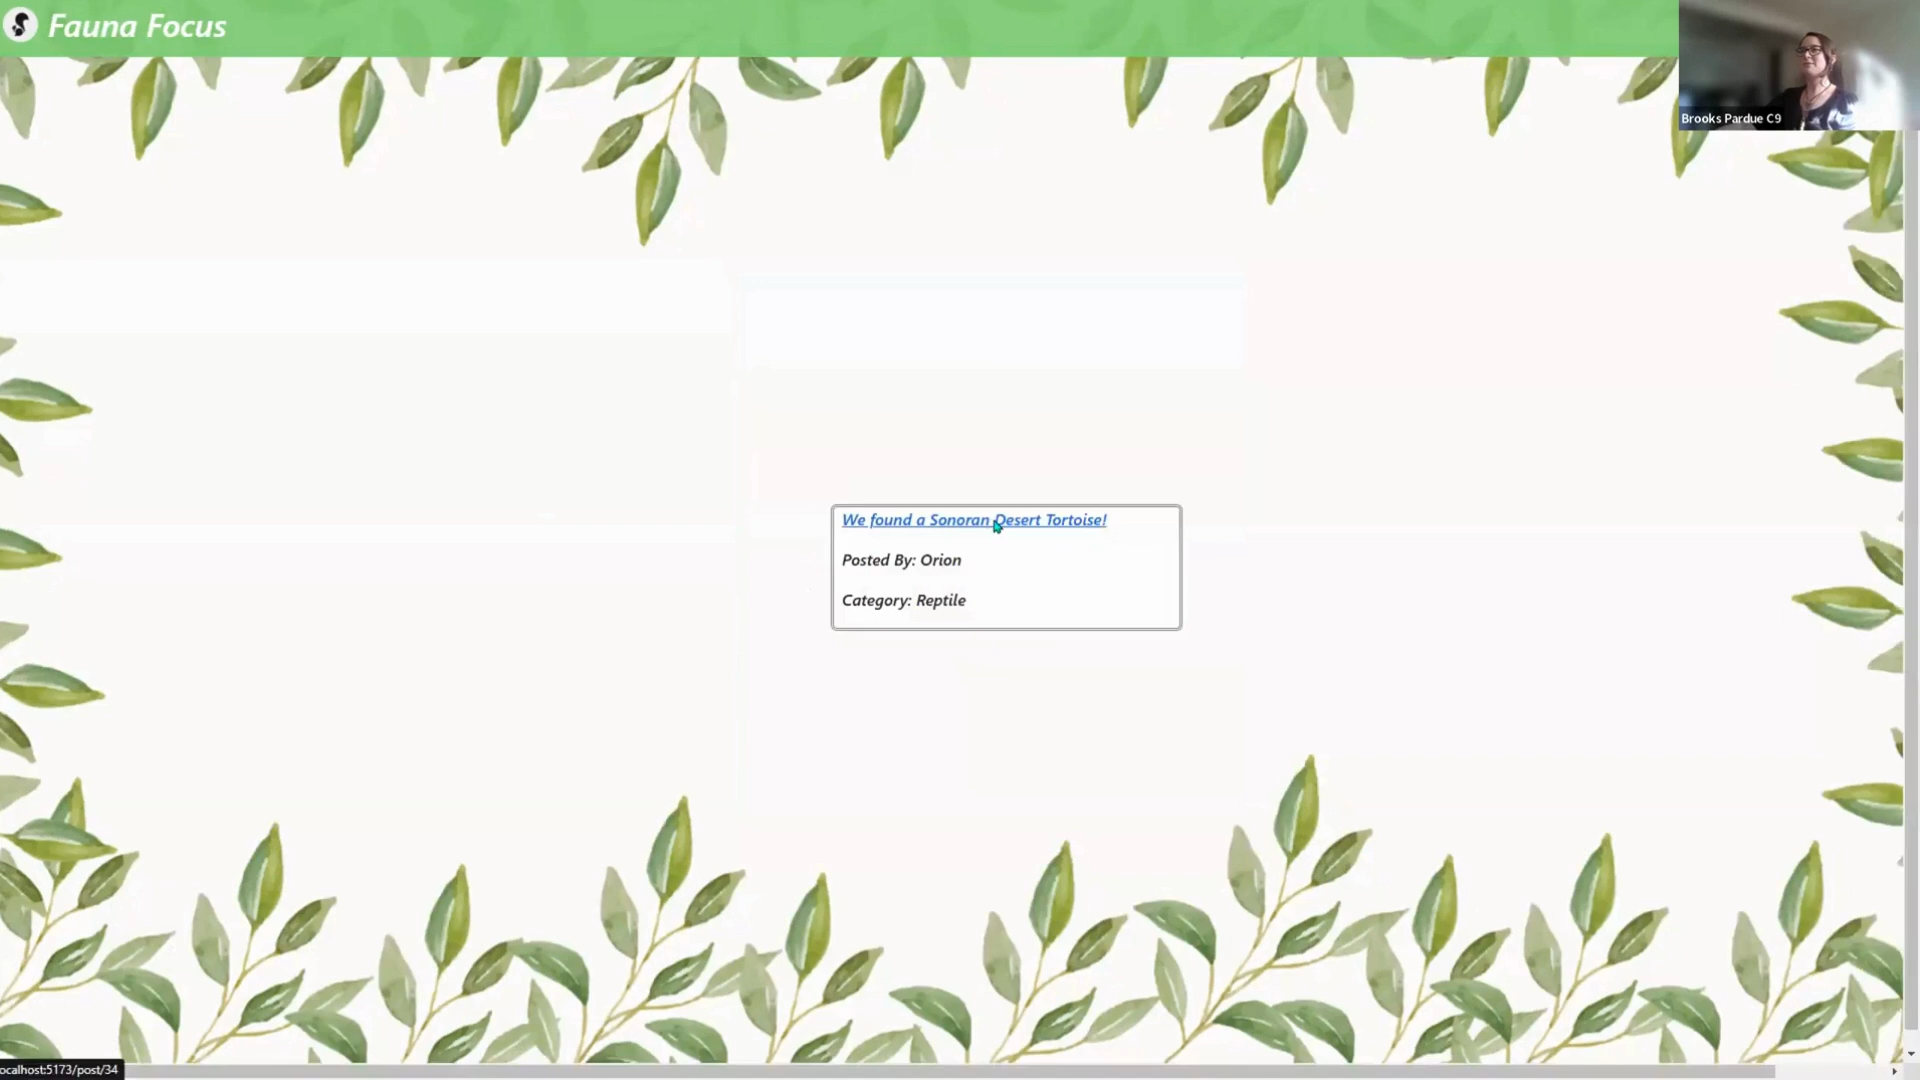 Fauna Focus
Brooks Pardue C9
We found a Sonoran Desert Tortoise!
Posted By: Orion
Category: Reptile
ocalhost:5173/post/34